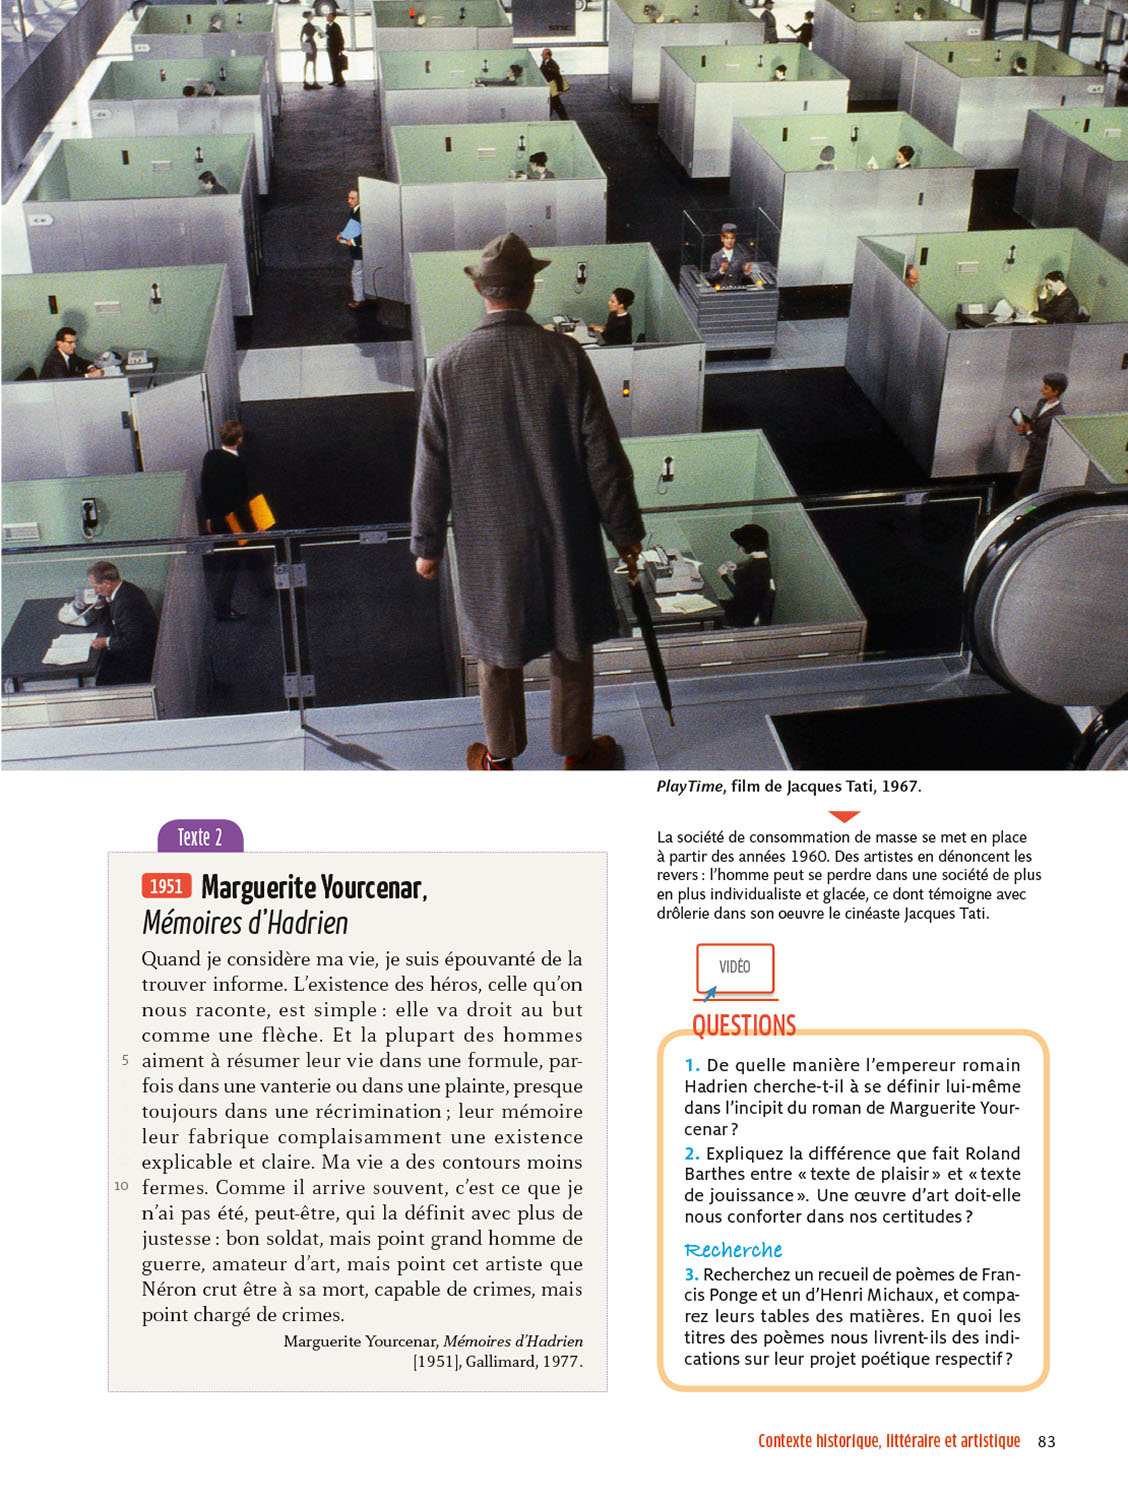 PlayTime, film de Jacques Tati, 1967.
La société de consommation de masse se met en place
à partir des années 1960. Des artistes en dénoncent les
revers : l’homme peut se perdre dans une société de plus
en plus individualiste et glacée, ce dont témoigne avec
drôlerie dans son oeuvre le cinéaste Jacques Tati.
Texte 2
1951 Marguerite Yourcenar,
Mémoires d’Hadrien
Quand je considère ma vie, je suis épouvanté de la
trouver informe. L’existence des héros, celle qu’on
nous raconte, est simple : elle va droit au but
comme une flèche. Et la plupart des hommes
5 aiment à résumer leur vie dans une formule, par-
fois dans une vanterie ou dans une plainte, presque
toujours dans une récrimination ; leur mémoire
leur fabrique complaisamment une existence
explicable et claire. Ma vie a des contours moins
10 fermes. Comme il arrive souvent, c’est ce que je
n’ai pas été, peut-être, qui la définit avec plus de
justesse : bon soldat, mais point grand homme de
guerre, amateur d’art, mais point cet artiste que
Néron crut être à sa mort, capable de crimes, mais
point chargé de crimes.
Marguerite Yourcenar, Mémoires d’Hadrien
[1951], Gallimard, 1977.
VIDÉO
QUESTIONS
1. De quelle manière l’empereur romain
Hadrien cherche-t-il à se définir lui-même
dans l’incipit du roman de Marguerite Your-
cenar ?
2. Expliquez la différence que fait Roland
Barthes entre « texte de plaisir » et « texte
de jouissance ». Une œuvre d’art doit-elle
nous conforter dans nos certitudes ?
Recherche
3. Recherchez un recueil de poèmes de Fran-
cis Ponge et un d’Henri Michaux, et compa-
rez leurs tables des matières. En quoi les
titres des poèmes nous livrent-ils des indi-
cations sur leur projet poétique respectif ?
Contexte historique, littéraire et artistique 83